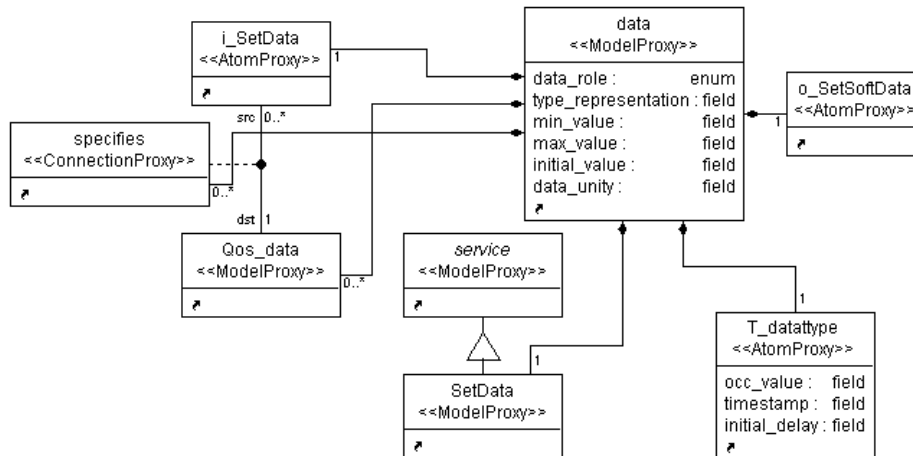 i_SetData
<<AtomProxy>>
1
data
<<ModelProxy>>
data_role : enum
type_representation : field
min_value : field
max_value : field
initial_value : field
data_unity : field
o_SetSoftData
<<AtomProxy>>
1
src 0..*
specifies
<<ConnectionProxy>>
0..*
dst 1
Qos_data
<<ModelProxy>>
0..*
service
<<ModelProxy>>
1
SetData
<<ModelProxy>>
1
T_datattype
<<AtomProxy>>
occ_value : field
timestamp : field
initial_delay : field